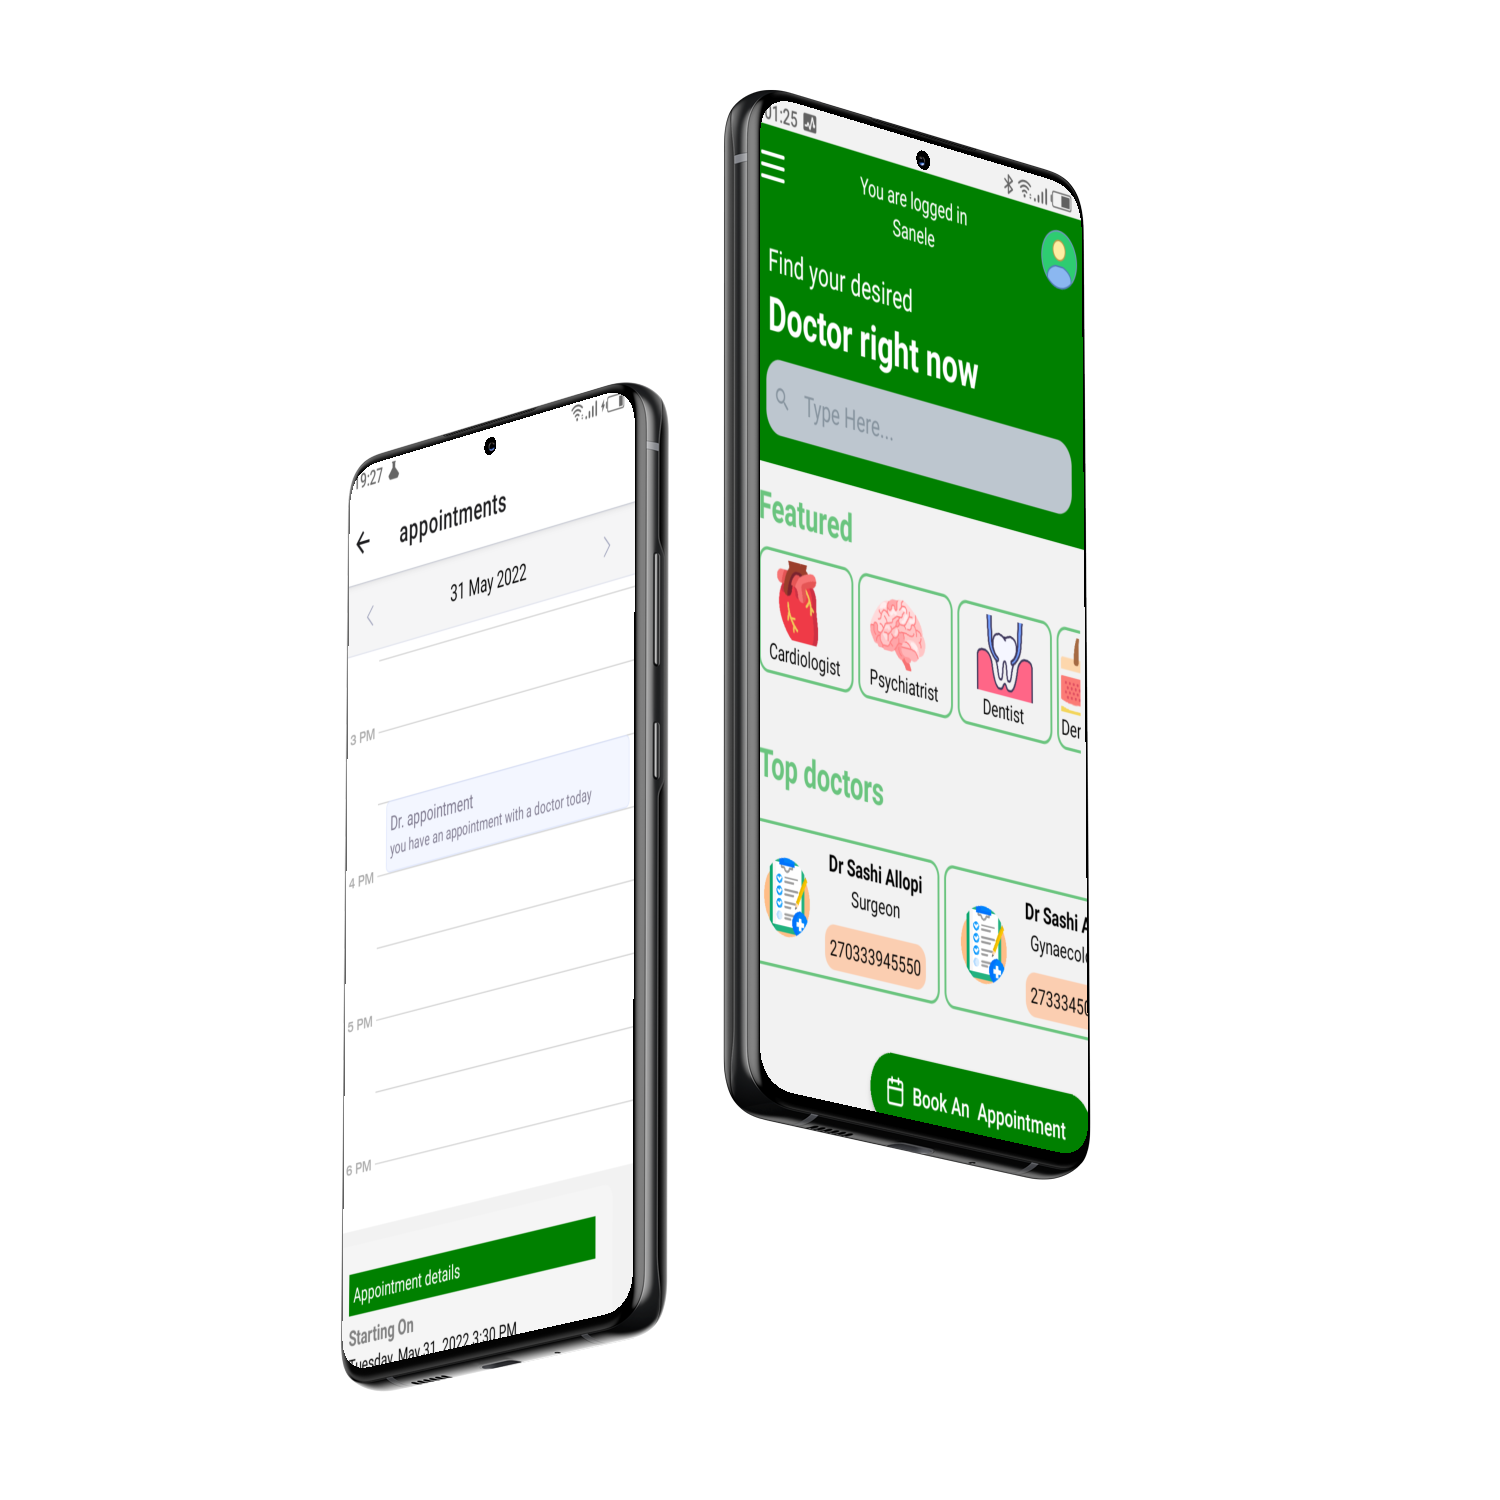 19:27
appointments
31 May 2022
3 PM
Dr. appointment
you have an appointment with a doctor today
4 PM
5 PM
6 PM
Appointment details
Starting On
Tuesday, May 31, 2022 3:30 PM
01:25
You are logged in
Sanele
Find your desired
Doctor right now
Type Here...
Featured
Cardiologist
Psychiatrist
Dentist
Der
Top doctors
Dr Sashi Allopi
Surgeon
270333945550
Dr Sashi A
Gynaecol
2733345
Book An Appointment